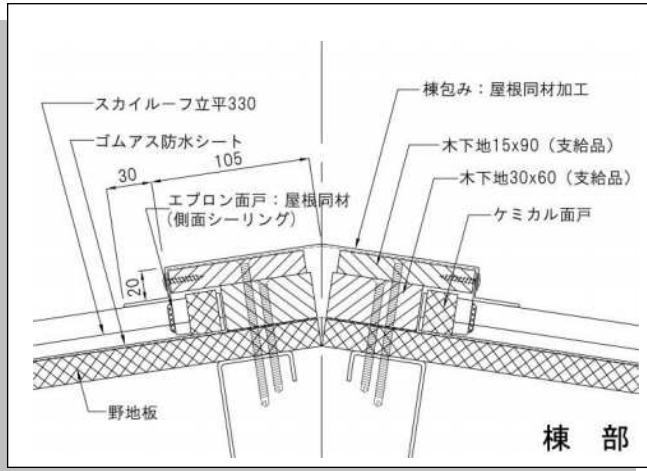 スカイルーフ立平330
ゴムアス防水シート
30
105
エプロン面戸：屋根同材
(側面シーリング)
20
野地板
棟包み：屋根同材加工
木下地15x90（支給品）
木下地30x60（支給品）
ケミカル面戸
棟 部